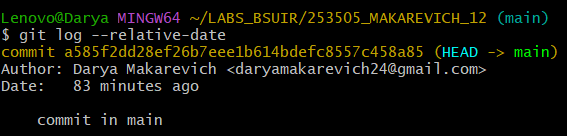 Lenovo@Darya MINGW64 ~/LABS_BSUIR/253505_MAKAREVICH_12 (main)
$ git log --relative-date
commit a585f2dd28ef26b7eee1b614bdefc8557c458a85 (HEAD -> main)
Author: Darya Makarevich <daryamakarevich24@gmail.com>
Date:   83 minutes ago
    commit in main